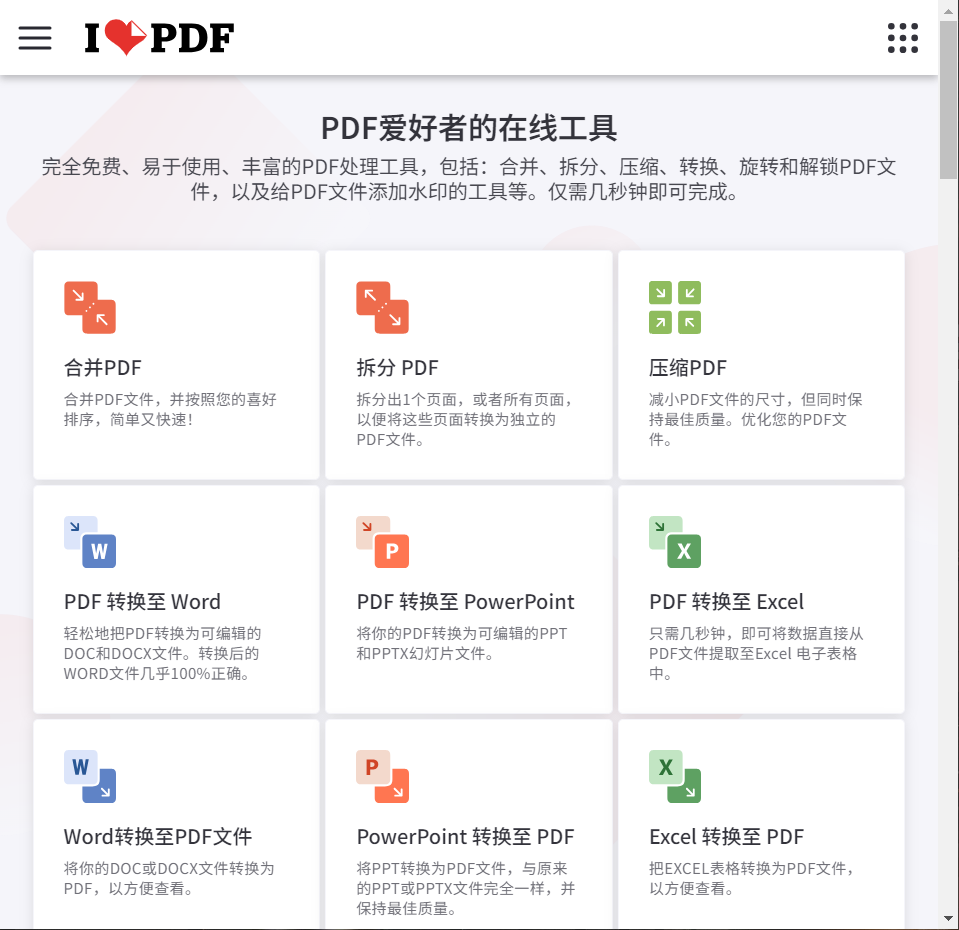 I PDF
PDF爱好者的在线工具
完全免费、易于使用、丰富的PDF处理工具，包括：合并、拆分、压缩、转换、旋转和解锁PDF文
件，以及给PDF文件添加水印的工具等。仅需几秒钟即可完成。
合并PDF
合并PDF文件，并按照您的喜好
排序，简单又快速！
拆分 PDF
拆分出1个页面，或者所有页面，
以便将这些页面转换为独立的
PDF文件。
压缩PDF
减小PDF文件的尺寸，但同时保
持最佳质量。优化您的PDF文
件。
W
PDF 转换至 Word
轻松地把PDF转换为可编辑的
DOC和DOCX文件。转换后的
WORD文件几乎100%正确。
P
PDF 转换至 PowerPoint
将你的PDF转换为可编辑的PPT
和PPTX幻灯片文件。
X
PDF 转换至 Excel
只需几秒钟，即可将数据直接从
PDF文件提取至Excel 电子表格
中。
W
Word转换至PDF文件
将你的DOC或DOCX文件转换为
PDF，以方便查看。
P
PowerPoint 转换至 PDF
将PPT转换为PDF文件，与原来
的PPT或PPTX文件完全一样，并
保持最佳质量。
X
Excel 转换至 PDF
把EXCEL表格转换为PDF文件，
以方便查看。